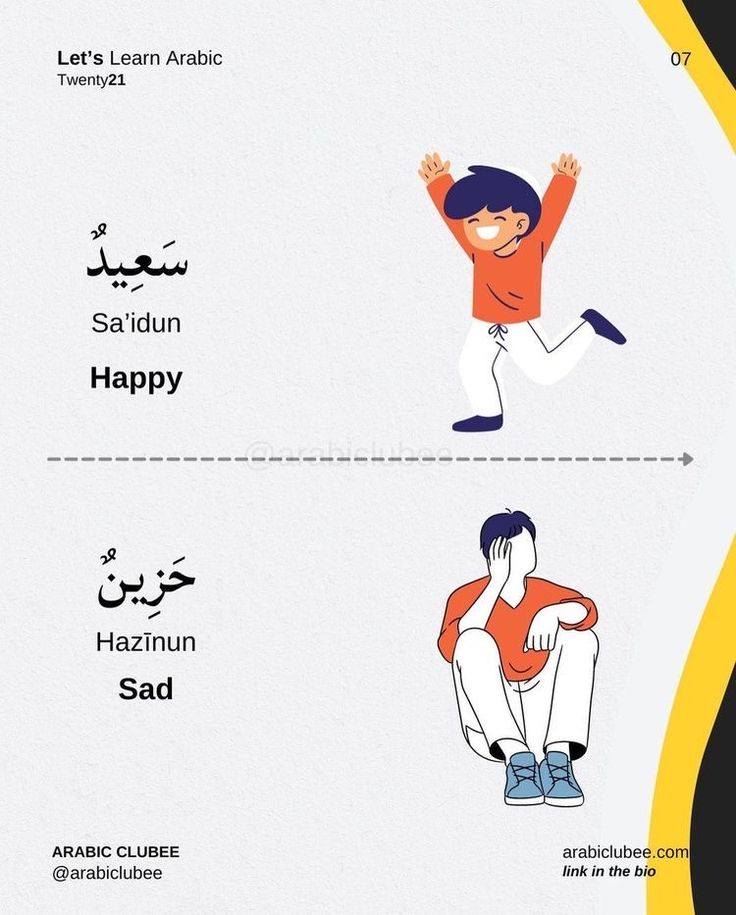 Let's Learn Arabic
Twenty21
07
سَعِيدٌ
Sa'idun
Happy
@arabiclubee
حَزِينٌ
Hazīnun
Sad
ARABIC CLUBEE
@arabiclubee
arabiclubee.com
link in the bio